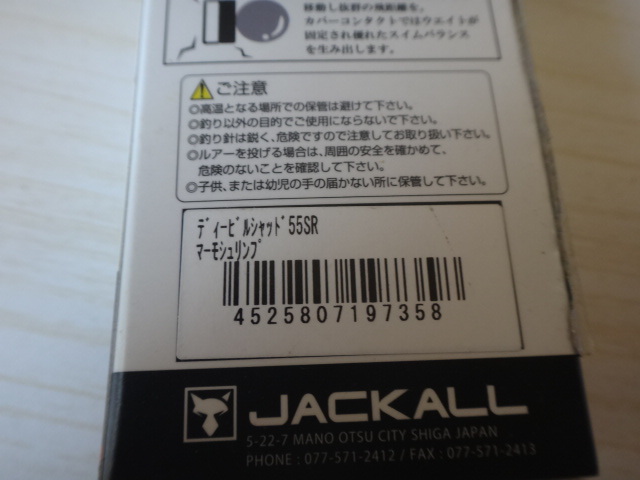 移動し抜群の飛距離を。
カバーコンタクトではウエイトが
固定され優れたスイムバランス
を生み出します。
ご注意
◎高温となる場所での保管は避けて下さい。
◎釣り以外の目的でご使用にならないで下さい。
◎釣り針は鋭く、危険ですので注意してお取り扱い下さい。
◎ルアーを投げる場合は、周囲の安全を確かめて、
危険のないことを確認して下さい。
◎子供、または幼児の手の届かない所に保管して下さい。
ﾃﾞｨｰﾋﾞﾙｼｬｯﾄﾞ55SR
ﾏｰﾓｼｭﾘﾝﾌﾟ
4525807197358
JACKALL
5-22-7 MANO OTSU CITY SHIGA JAPAN
PHONE : 077-571-2412 / FAX : 077-571-2413